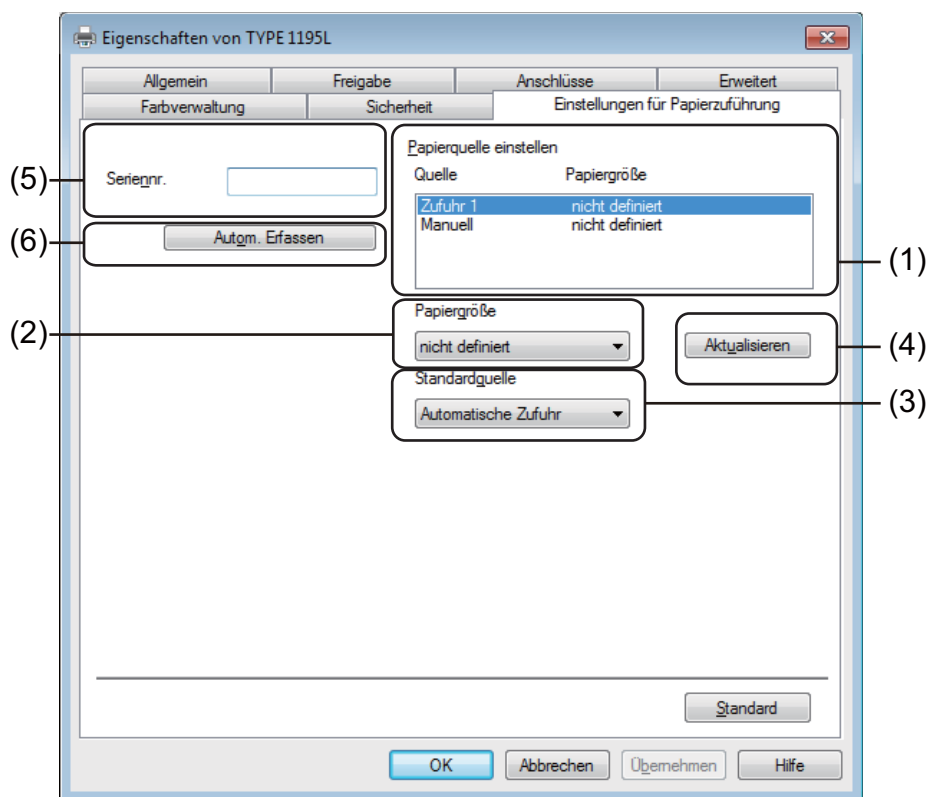 Eigenschaften von TYPE 1195L
Allgemein Freigabe Anschlüsse Erweitert
Farbverwaltung Sicherheit Einstellungen für Papierzuführung
(5)
Seriennr.
(6)
Autom. Erfassen
Papierquelle einstellen
Quelle Papiergröße
Zufuhr 1 nicht definiert
Manuell nicht definiert
(1)
(2)
Papiergröße
nicht definiert
Aktualisieren
(4)
Standardquelle
Automatische Zufuhr
(3)
Standard
OK Abbrechen Übernehmen Hilfe